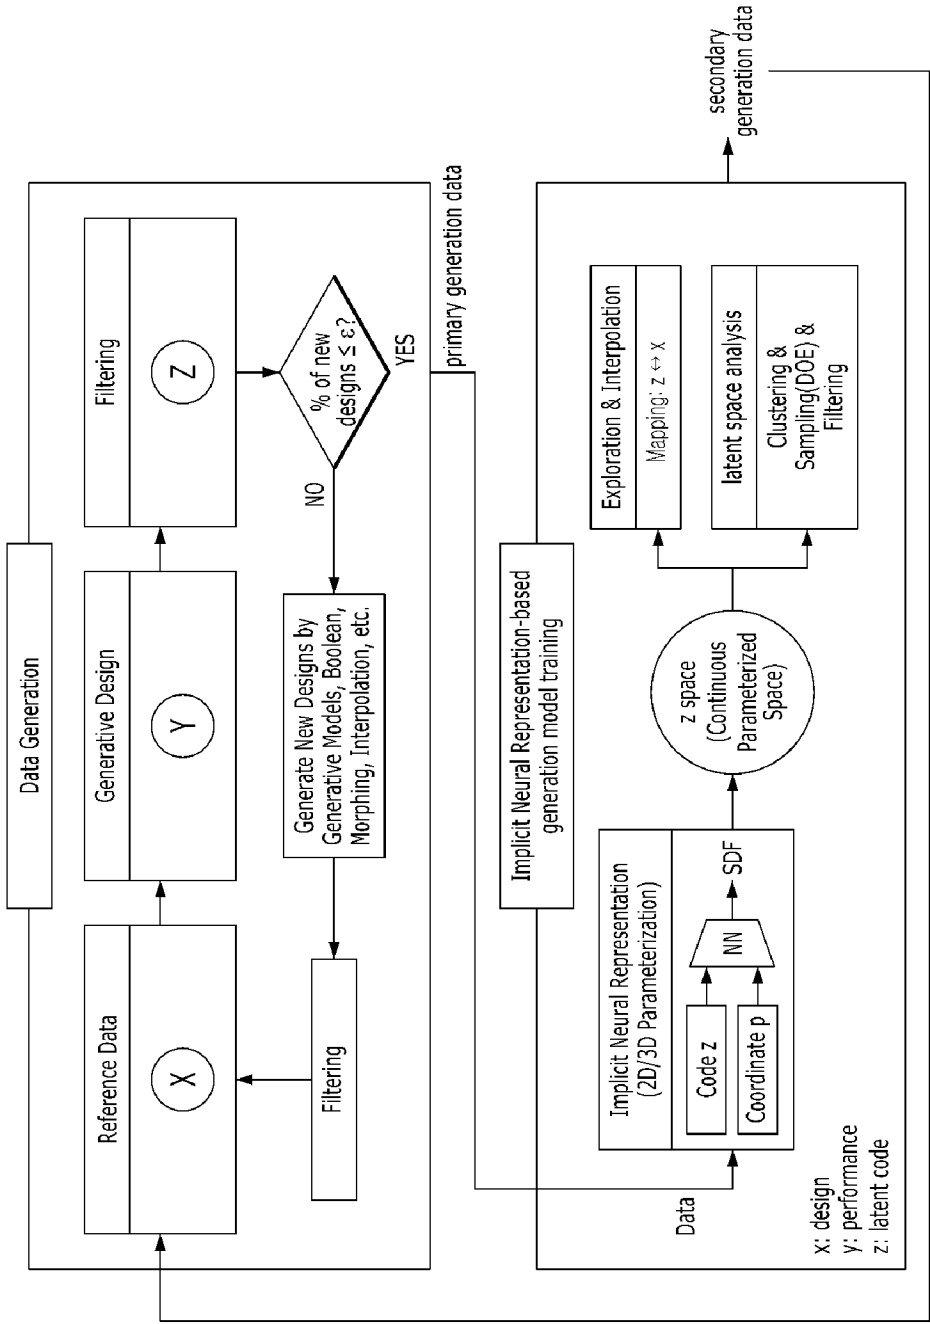 Data Generation
Reference Data
X
Generative Design
Y
Filtering
Z
% of new
designs ≤ ε?
NO
YES
Generate New Designs by
Generative Models, Boolean,
Morphing, Interpolation, etc.
Filtering
primary generation data
Implicit Neural Representation-based
generation model training
Data
Implicit Neural Representation
(2D/3D Parameterization)
Code z
Coordinate p
NN
SDF
z space
(Continuous
Parameterized
Space)
Exploration & Interpolation
Mapping: z ↔ x
latent space analysis
Clustering &
Sampling(DOE) &
Filtering
secondary
generation data
x: design
y: performance
z: latent code